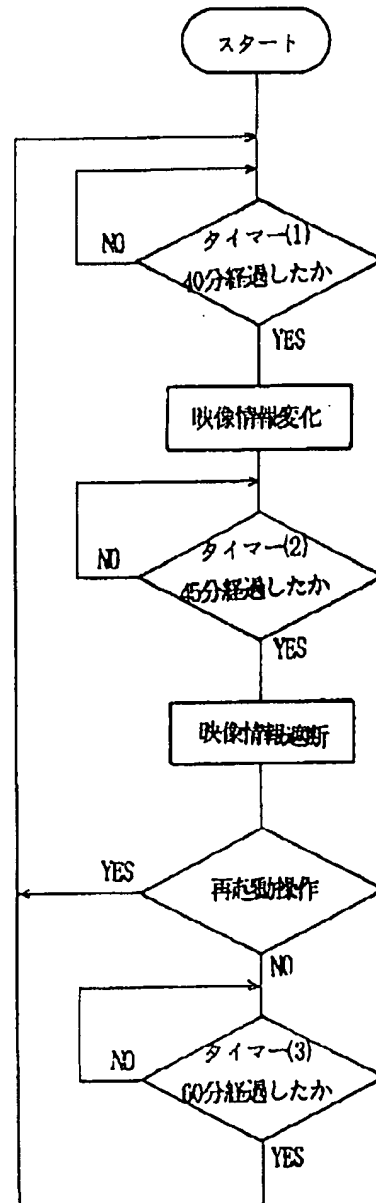 スタート
タイマー(1)
40分経過したか
NO
YES
映像情報変化
タイマー(2)
45分経過したか
NO
YES
映像情報遮断
再起動操作
YES
NO
タイマー(3)
60分経過したか
NO
YES